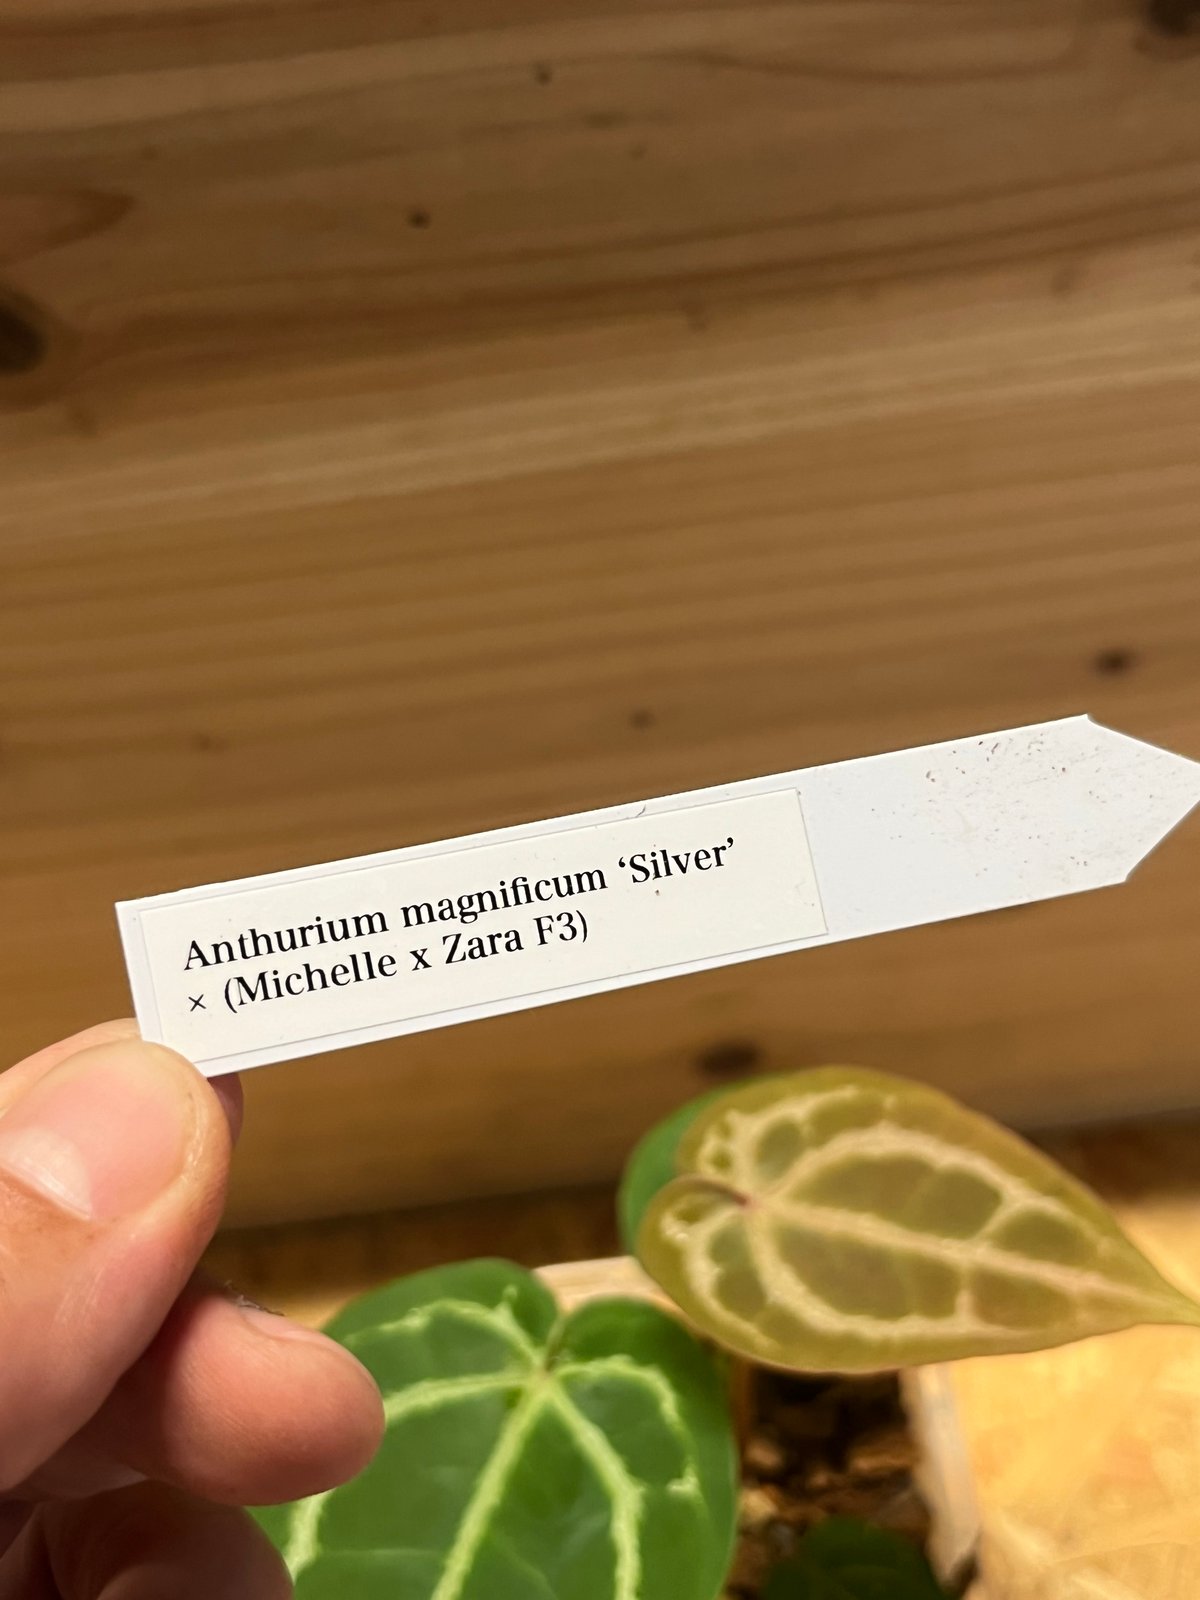 Anthurium magnificum ‘Silver’
× (Michelle x Zara F3)